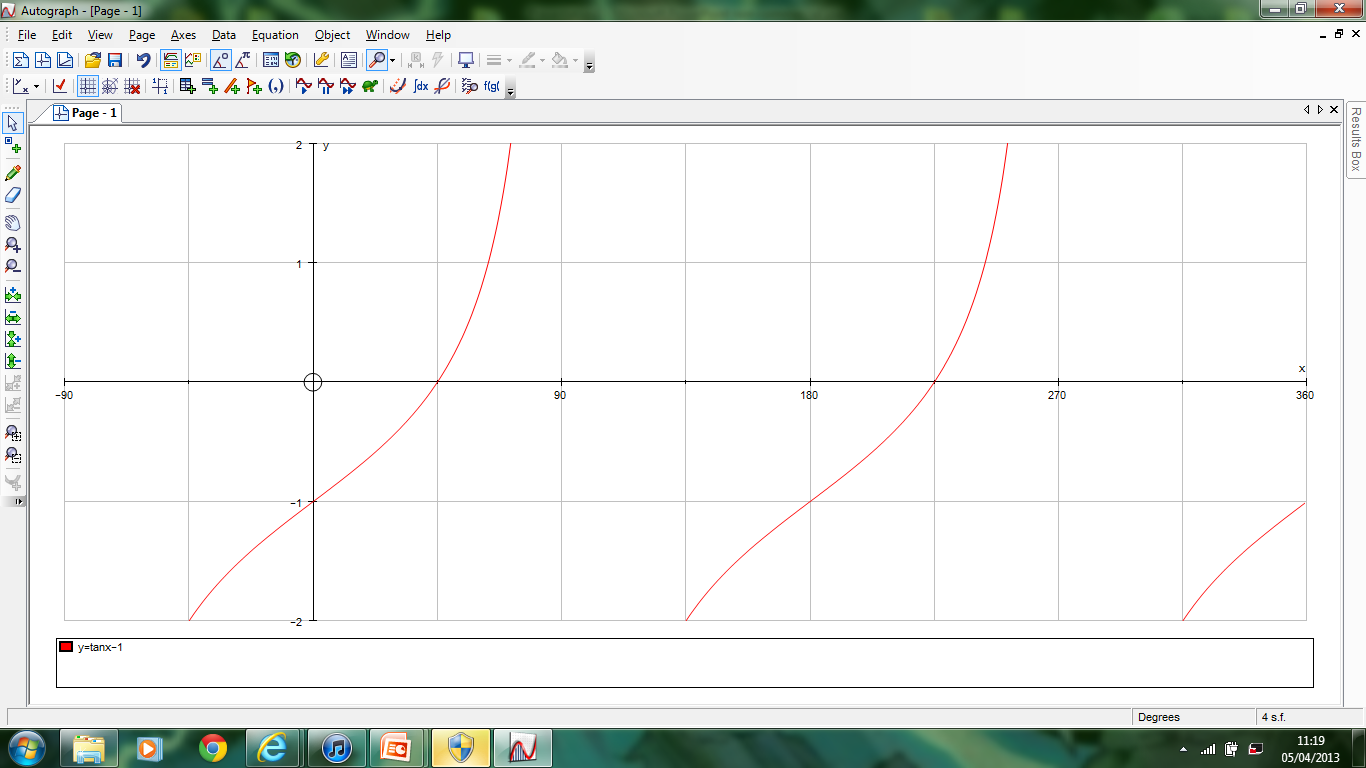 Autograph - [Page - 1]
File Edit View Page Axes Data Equation Object Window Help
∫dx f(g(
Page - 1
Results Box
2 y
1
x
−90 90 180 270 360
−1
−2
y=tanx−1
Degrees 4 s.f.
11:19
05/04/2013